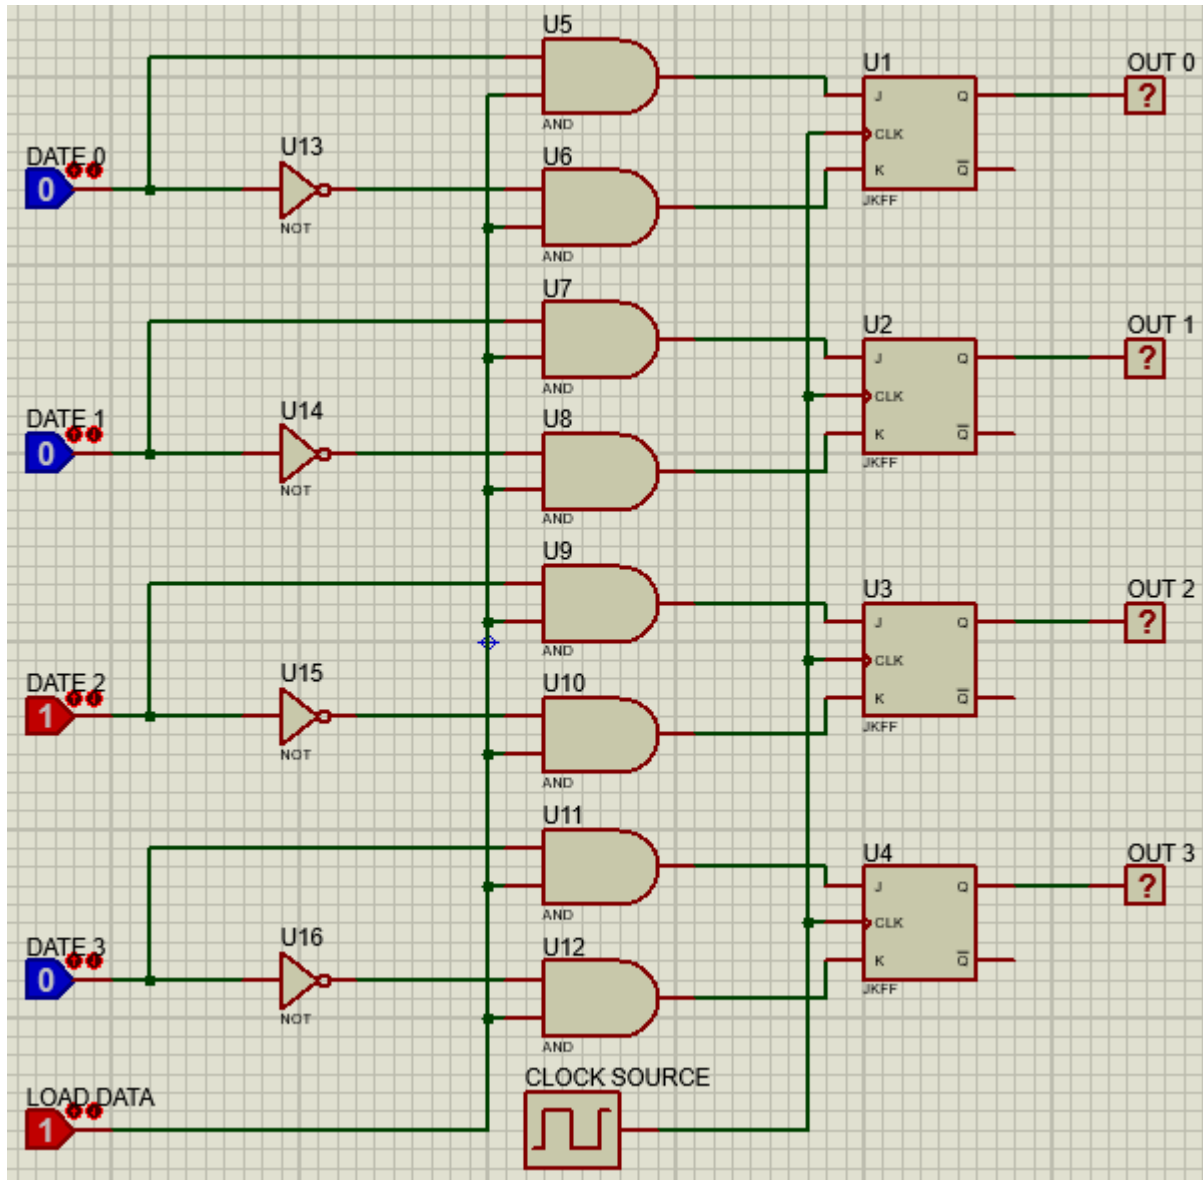 U5
AND
U1
J
Q
CLK
K
Q
JKFF
OUT 0
?
DATE 0
0
U13
NOT
U6
AND
U7
AND
U2
J
Q
CLK
K
Q
JKFF
OUT 1
?
DATE 1
0
U14
NOT
U8
AND
U9
AND
U3
J
Q
CLK
K
Q
JKFF
OUT 2
?
DATE 2
1
U15
NOT
U10
AND
U11
AND
U4
J
Q
CLK
K
Q
JKFF
OUT 3
?
DATE 3
0
U16
NOT
U12
AND
LOAD DATA
1
CLOCK SOURCE